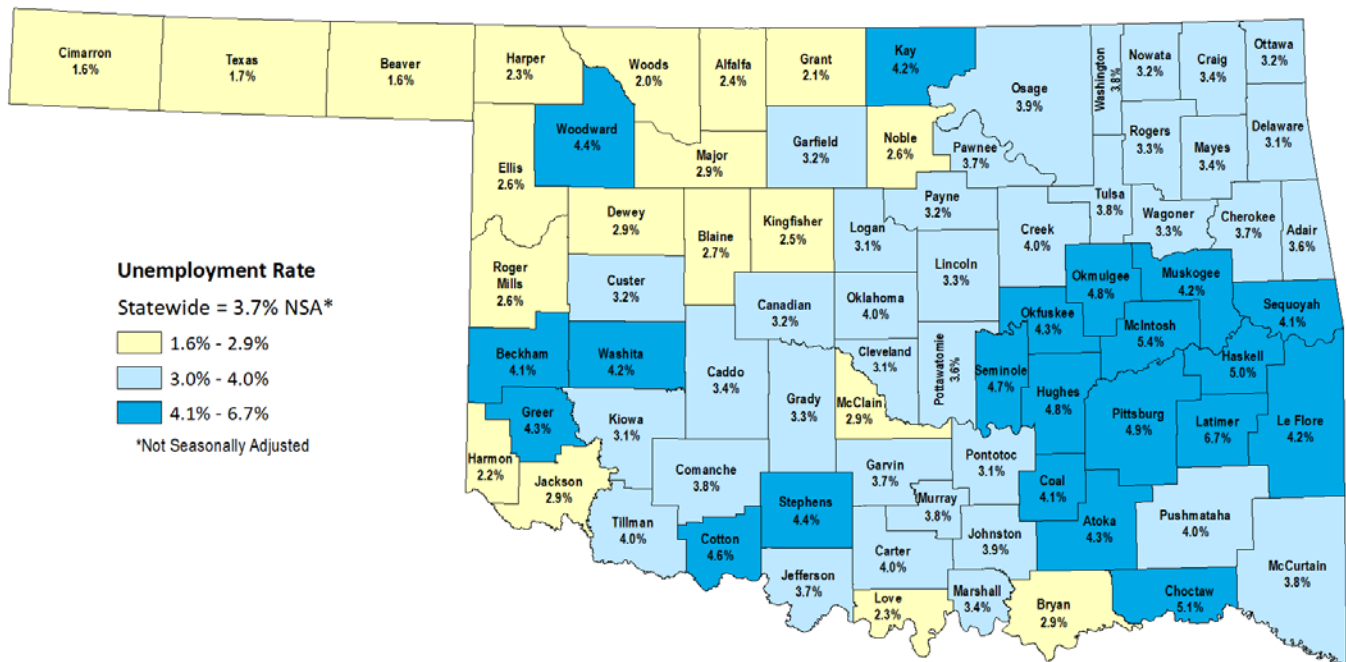 Cimarron
1.6%
Texas
1.7%
Beaver
1.6%
Harper
2.3%
Woods
2.0%
Alfalfa
2.4%
Grant
2.1%
Kay
4.2%
Osage
3.9%
Washington
3.8%
Nowata
3.2%
Craig
3.4%
Ottawa
3.2%
Woodward
4.4%
Ellis
2.6%
Major
2.9%
Garfield
3.2%
Noble
2.6%
Pawnee
3.7%
Rogers
3.3%
Mayes
3.4%
Delaware
3.1%
Dewey
2.9%
Blaine
2.7%
Kingfisher
2.5%
Logan
3.1%
Payne
3.2%
Creek
4.0%
Tulsa
3.8%
Wagoner
3.3%
Cherokee
3.7%
Adair
3.6%
Roger
Mills
2.6%
Custer
3.2%
Canadian
3.2%
Oklahoma
4.0%
Lincoln
3.3%
Okmulgee
4.8%
Muskogee
4.2%
Sequoyah
4.1%
Okfuskee
4.3%
McIntosh
5.4%
Unemployment Rate
Statewide = 3.7% NSA*
1.6% - 2.9%
3.0% - 4.0%
4.1% - 6.7%
*Not Seasonally Adjusted
Beckham
4.1%
Washita
4.2%
Caddo
3.4%
Grady
3.3%
Cleveland
3.1%
Pottawatomie
3.6%
Seminole
4.7%
Hughes
4.8%
Haskell
5.0%
Pittsburg
4.9%
Latimer
6.7%
Le Flore
4.2%
McClain
2.9%
Greer
4.3%
Kiowa
3.1%
Harmon
2.2%
Jackson
2.9%
Comanche
3.8%
Garvin
3.7%
Pontotoc
3.1%
Coal
4.1%
Tillman
4.0%
Cotton
4.6%
Stephens
4.4%
Murray
3.8%
Johnston
3.9%
Atoka
4.3%
Pushmataha
4.0%
McCurtain
3.8%
Jefferson
3.7%
Carter
4.0%
Love
2.3%
Marshall
3.4%
Bryan
2.9%
Choctaw
5.1%